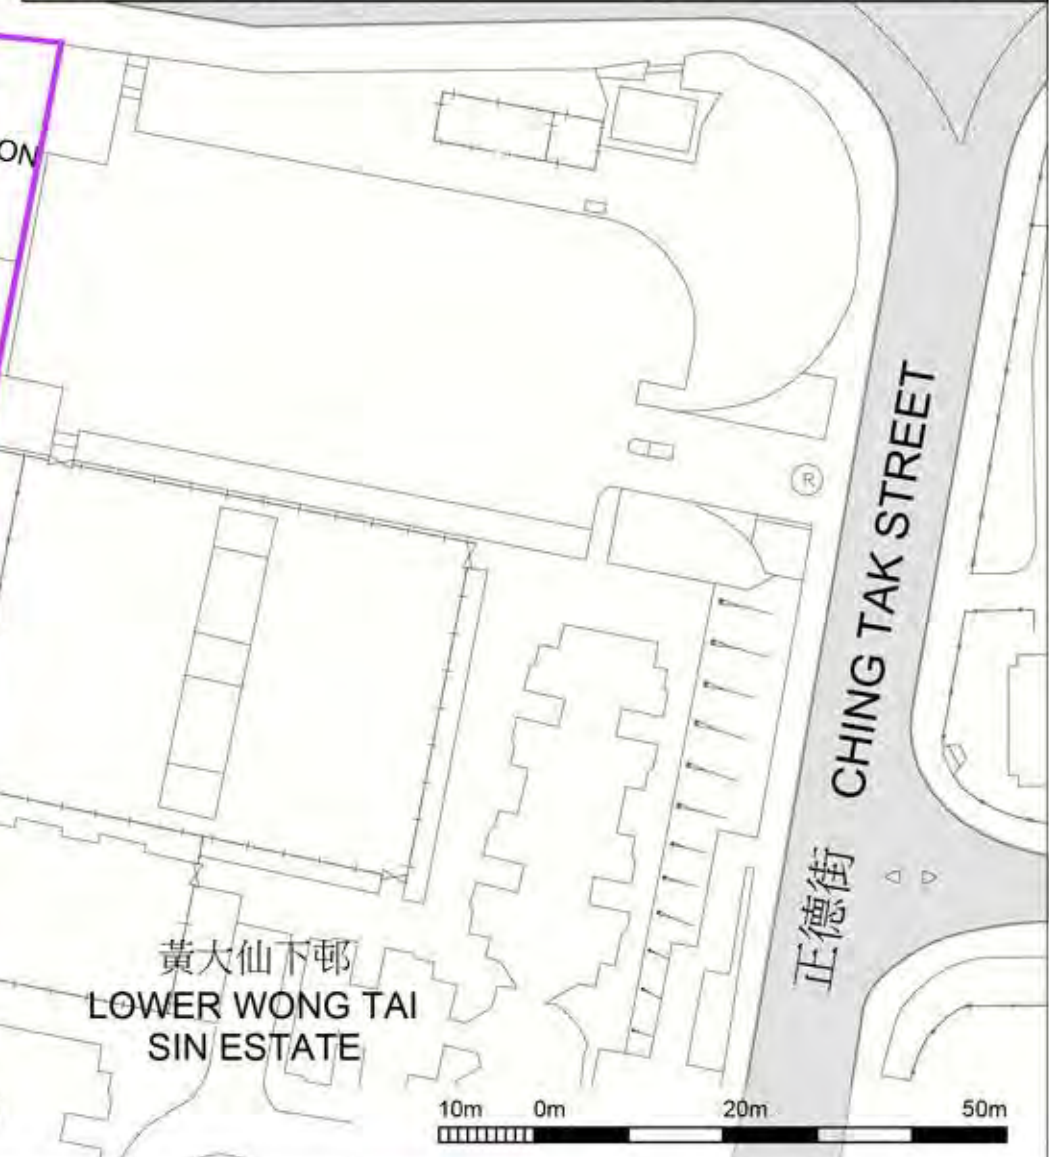 ON
R
CHING TAK STREET
正德街
黃大仙下邨
LOWER WONG TAI
SIN ESTATE
10m 0m 20m 50m